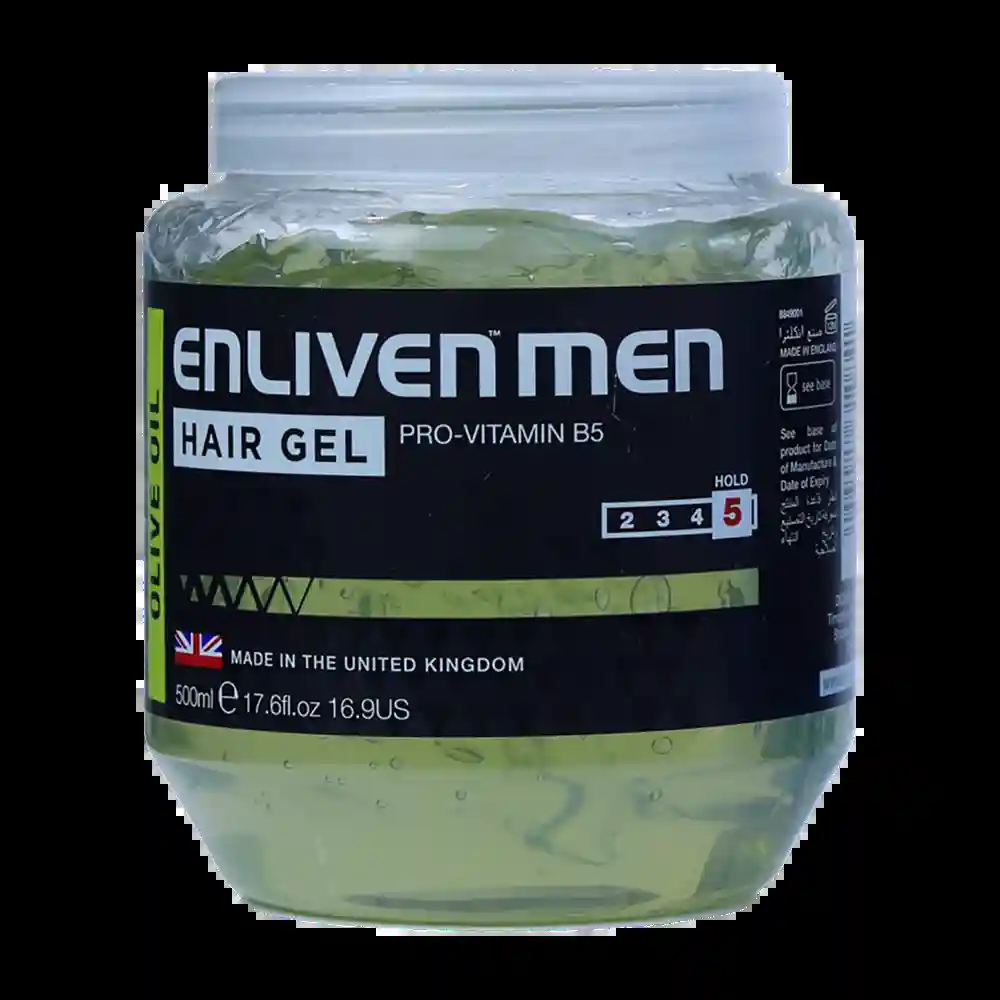 OLIVE OIL
ENLIVEN™ MEN
HAIR GEL
PRO-VITAMIN B5
HOLD
2 3 4 5
MADE IN THE UNITED KINGDOM
500ml ℮ 17.6fl.oz 16.9US
صنع انكلترا
MADE IN ENGLAND
see base
See base of
product for Date
of Manufacture &
Date of Expiry